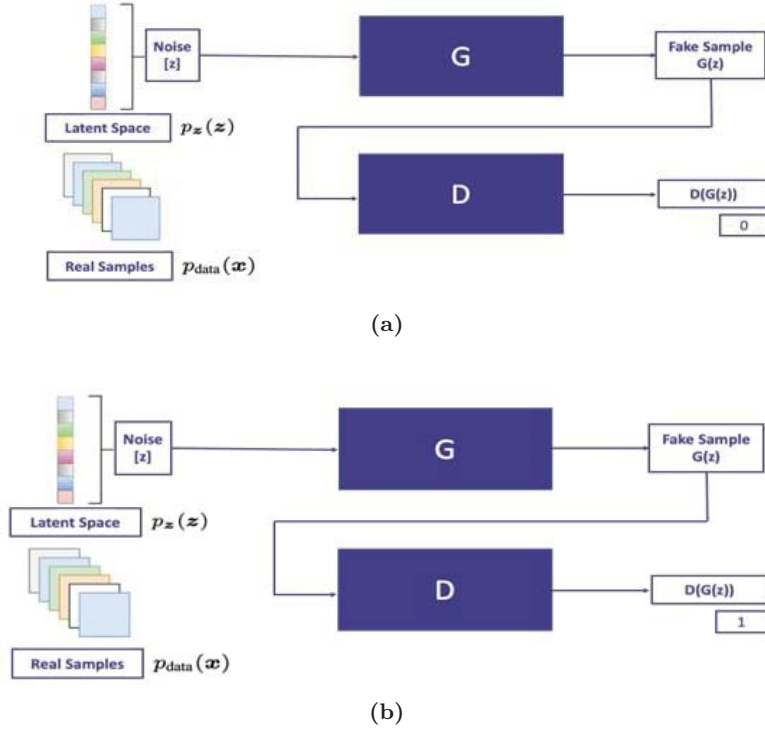 Noise
[z]
G
Fake Sample
G(z)
Latent Space
p_z(z)
D
D(G(z))
0
Real Samples
p_data(x)
(a)
Noise
[z]
G
Fake Sample
G(z)
Latent Space
p_z(z)
D
D(G(z))
1
Real Samples
p_data(x)
(b)